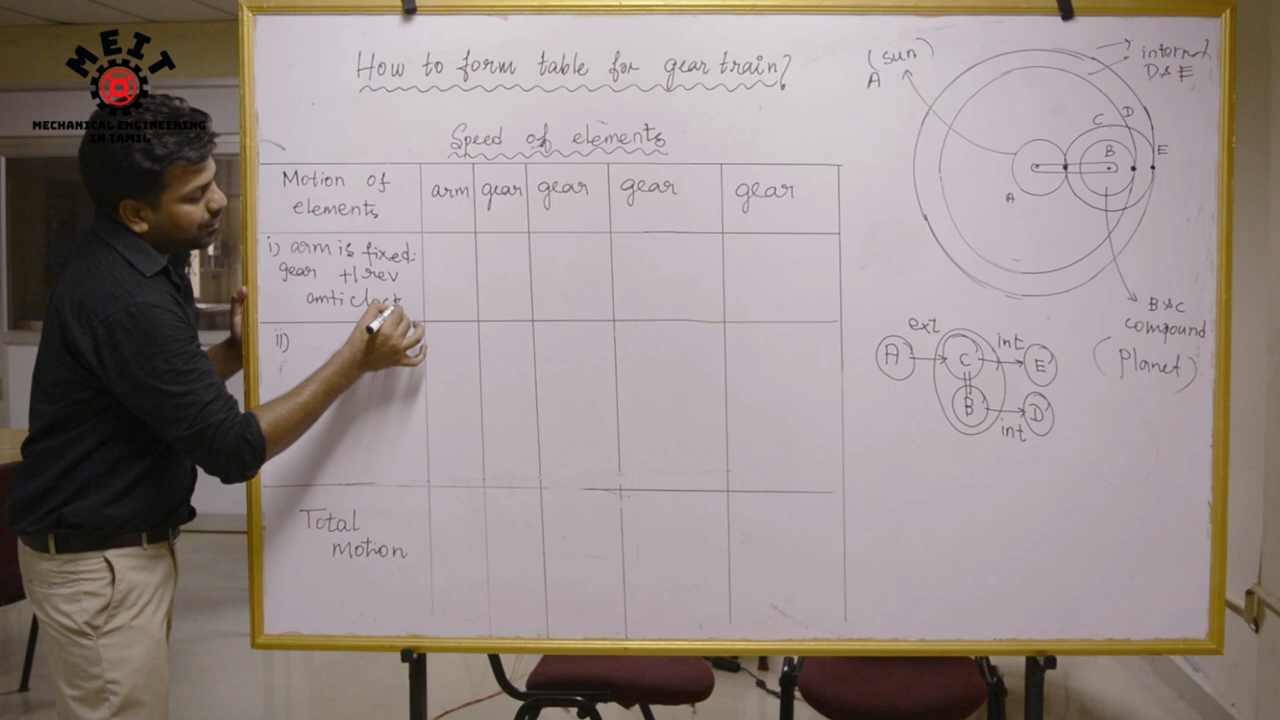 MEIT
MECHANICAL ENGINEERING
IN TAMIL
How to form table for gear train?
Speed of elements
Motion of
elements
arm
gear
gear
gear
gear
i) arm is fixed.
gear +1 rev
anti clock
ii)
Total
Motion
(sun)
A
internal
D & E
C
D
B
E
A
B & C
compound
(Planet)
ext
A
C
int
E
B
int
D